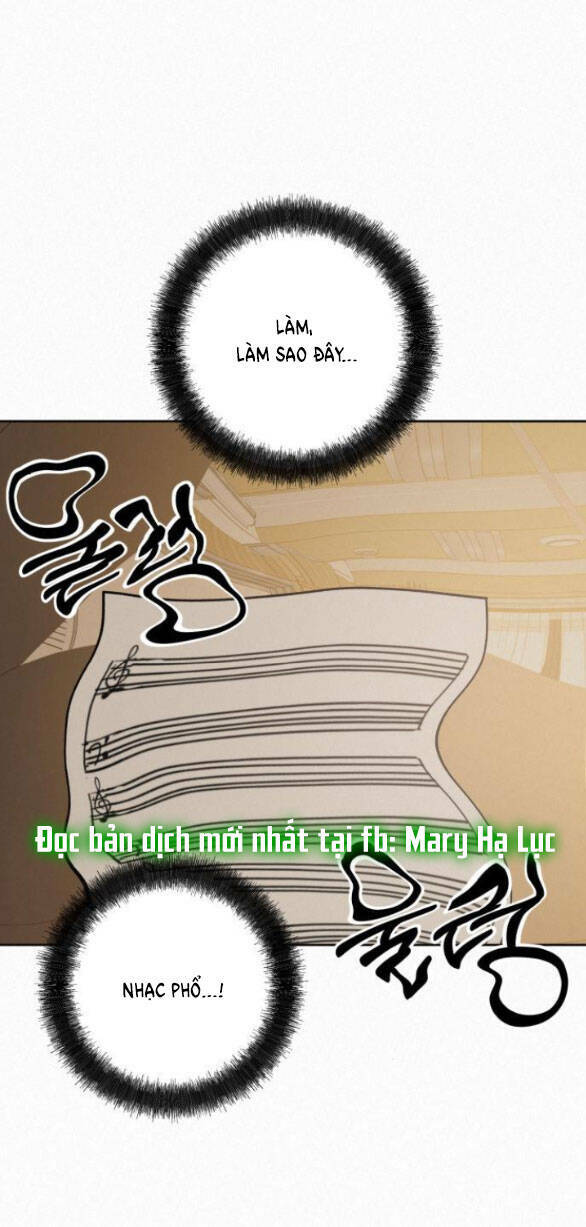 LÀM,
LÀM SAO ĐÂY...
울렁
Đọc bản dịch mới nhất tại fb: Mary Hạ Lục
울렁
NHẠC PHỔ...!